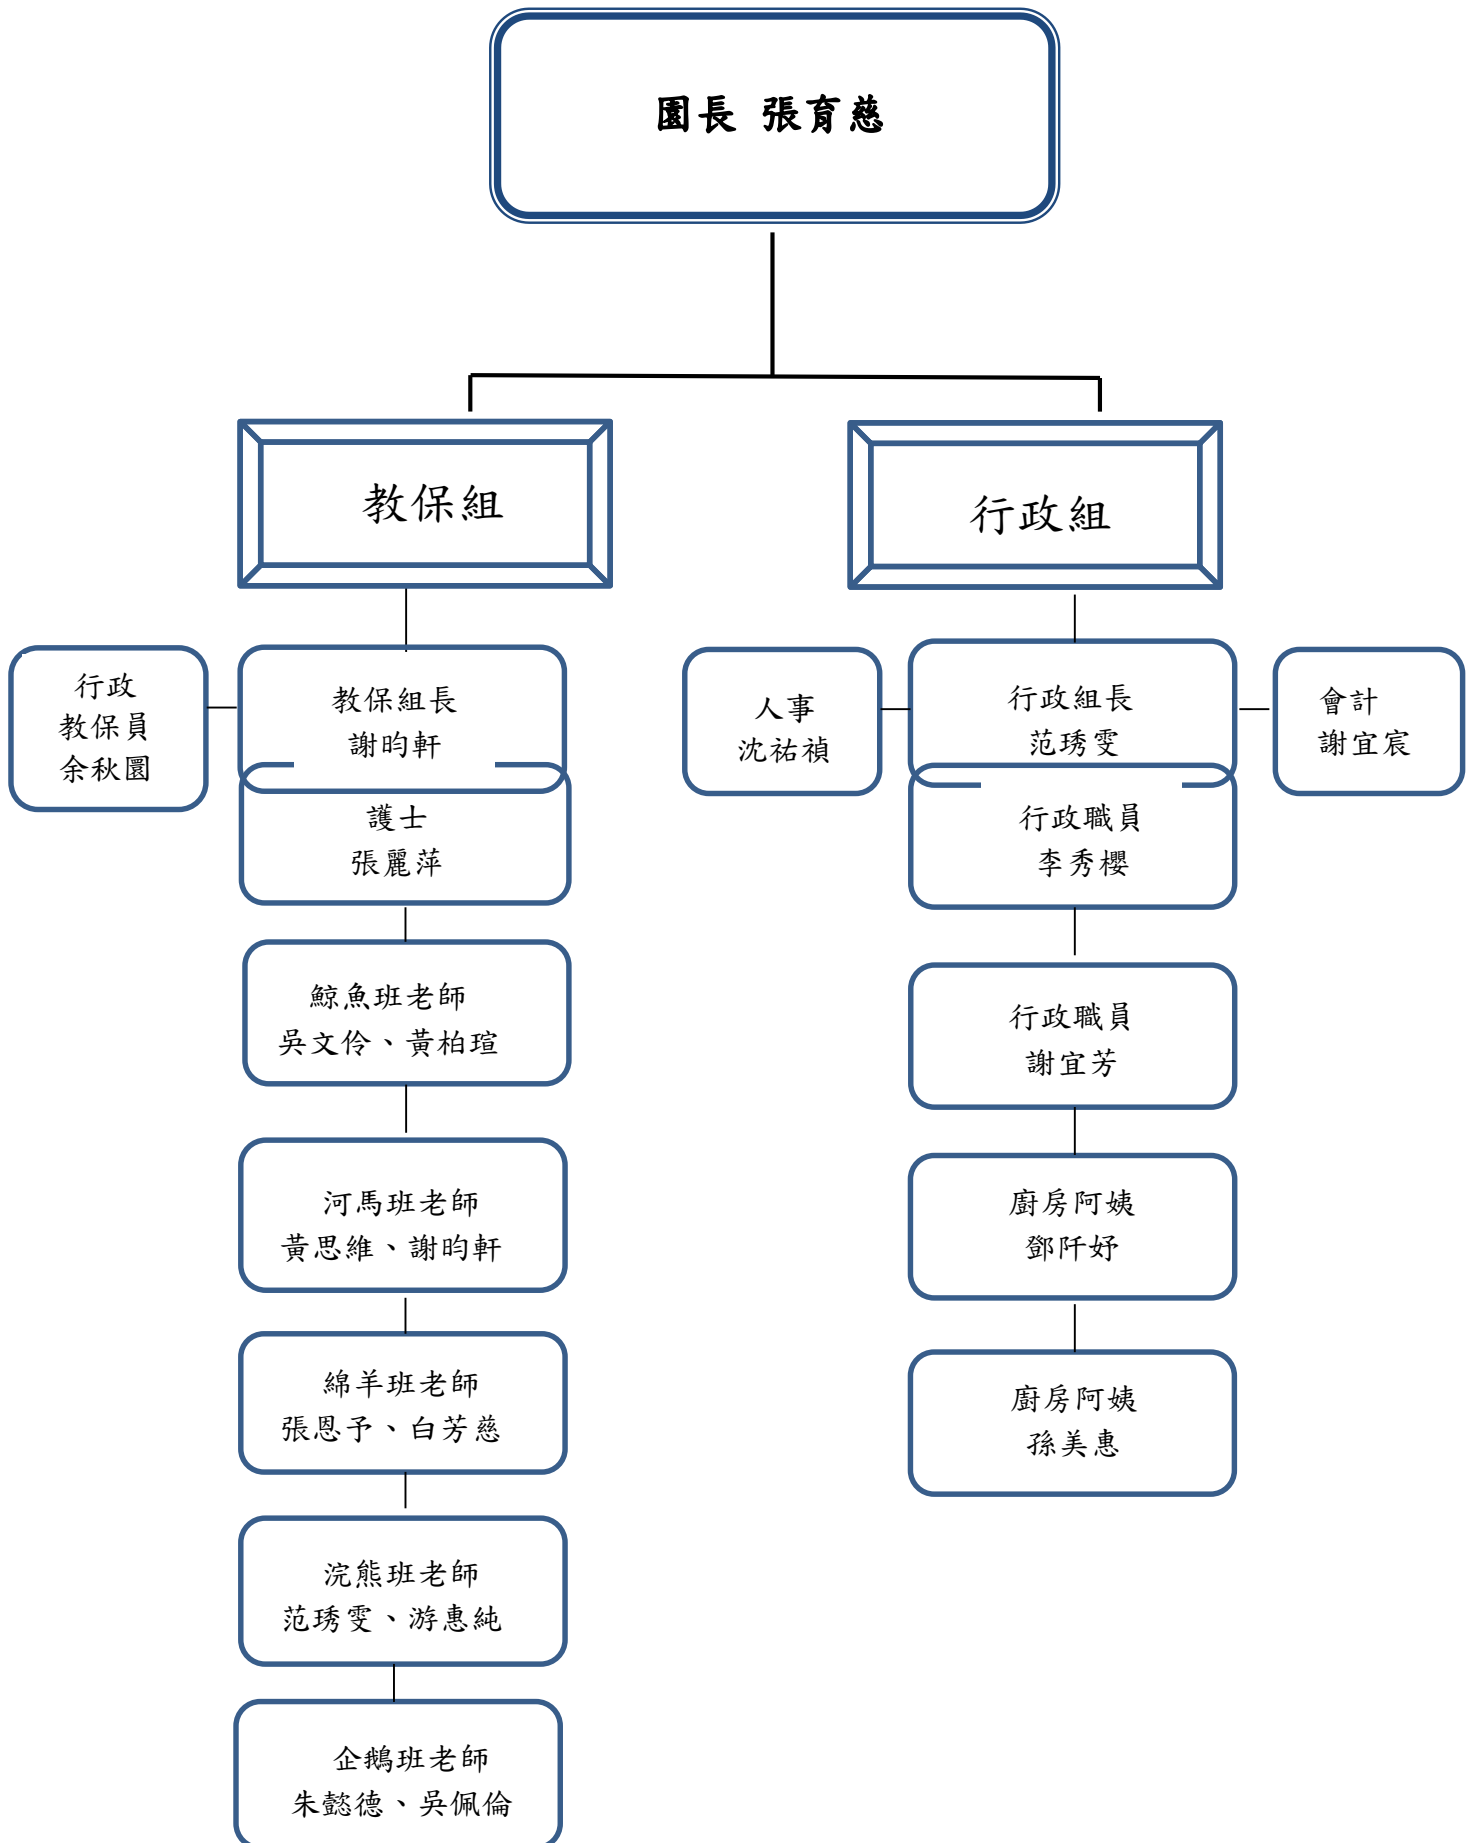 園長 張育慈
教保組
行政組
行政
教保員
余秋圜
教保組長
謝昀軒
人事
沈祐禎
行政組長
范琇雯
會計
謝宜宸
護士
張麗萍
行政職員
李秀櫻
鯨魚班老師
吳文伶、黃柏瑄
行政職員
謝宜芳
河馬班老師
黃思維、謝昀軒
廚房阿姨
鄧阡妤
綿羊班老師
張恩予、白芳慈
廚房阿姨
孫美惠
浣熊班老師
范琇雯、游惠純
企鵝班老師
朱懿德、吳佩倫